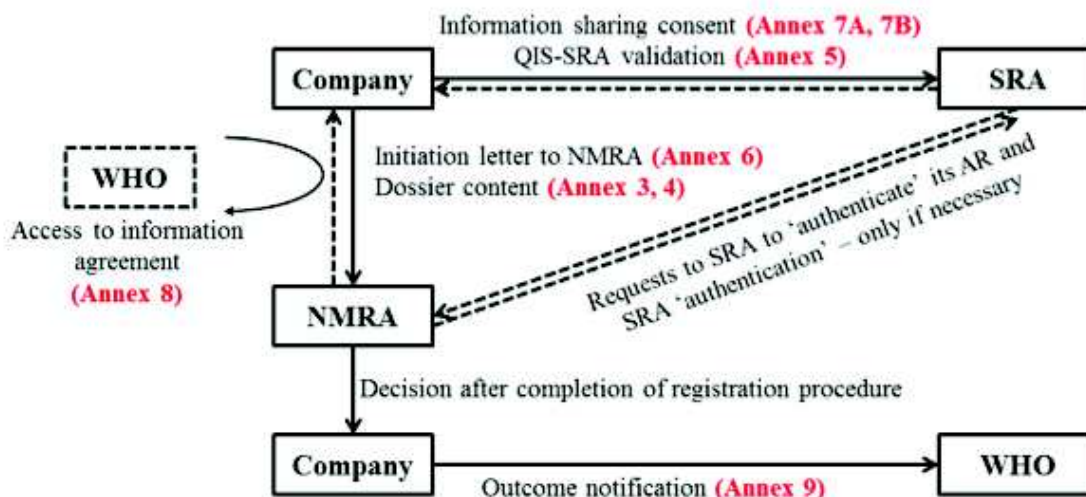 Information sharing consent (Annex 7A, 7B)
QIS-SRA validation (Annex 5)
Company
SRA
Initiation letter to NMRA (Annex 6)
Dossier content (Annex 3, 4)
WHO
Access to information
agreement
(Annex 8)
Requests to SRA to ‘authenticate’ its AR and
SRA ‘authentication’ – only if necessary
NMRA
Decision after completion of registration procedure
Company
WHO
Outcome notification (Annex 9)